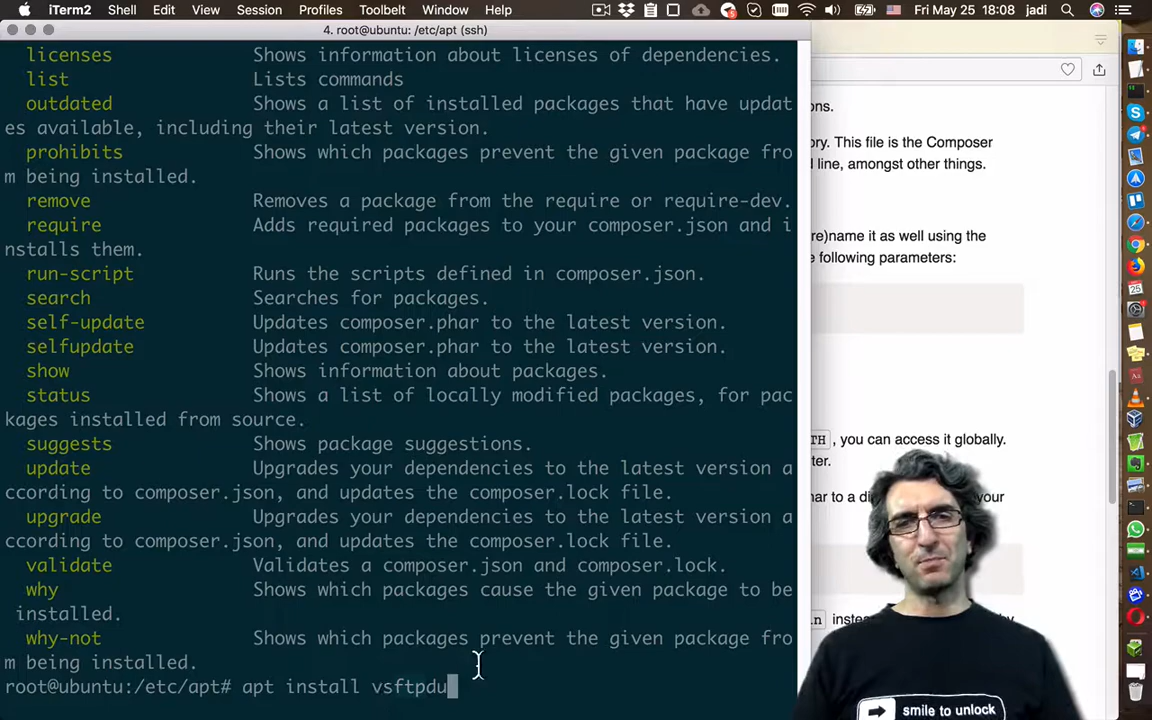 iTerm2 File Edit View Session Profiles Toolbelt Window Help Fri May 25 18:08 jadi
4. root@ubuntu: /etc/apt (ssh)
licenses Shows information about licenses of dependencies.
list Lists commands
outdated Shows a list of installed packages that have updat
es available, including their latest version.
prohibits Shows which packages prevent the given package fro
m being installed.
remove Removes a package from the require or require-dev.
require Adds required packages to your composer.json and i
nstalls them.
run-script Runs the scripts defined in composer.json.
search Searches for packages.
self-update Updates composer.phar to the latest version.
selfupdate Updates composer.phar to the latest version.
show Shows information about packages.
status Shows a list of locally modified packages, for pac
kages installed from source.
suggests Shows package suggestions.
update Upgrades your dependencies to the latest version a
ccording to composer.json, and updates the composer.lock file.
upgrade Upgrades your dependencies to the latest version a
ccording to composer.json, and updates the composer.lock file.
validate Validates a composer.json and composer.lock.
why Shows which packages cause the given package to be
installed.
why-not Shows which packages prevent the given package fro
m being installed.
root@ubuntu:/etc/apt# apt install vsftpdu
ons.
ory. This file is the Composer
d line, amongst other things.
re)name it as well using the
e following parameters:
TH , you can access it globally.
ter.
har to a di your
n inste y
smile to unlock